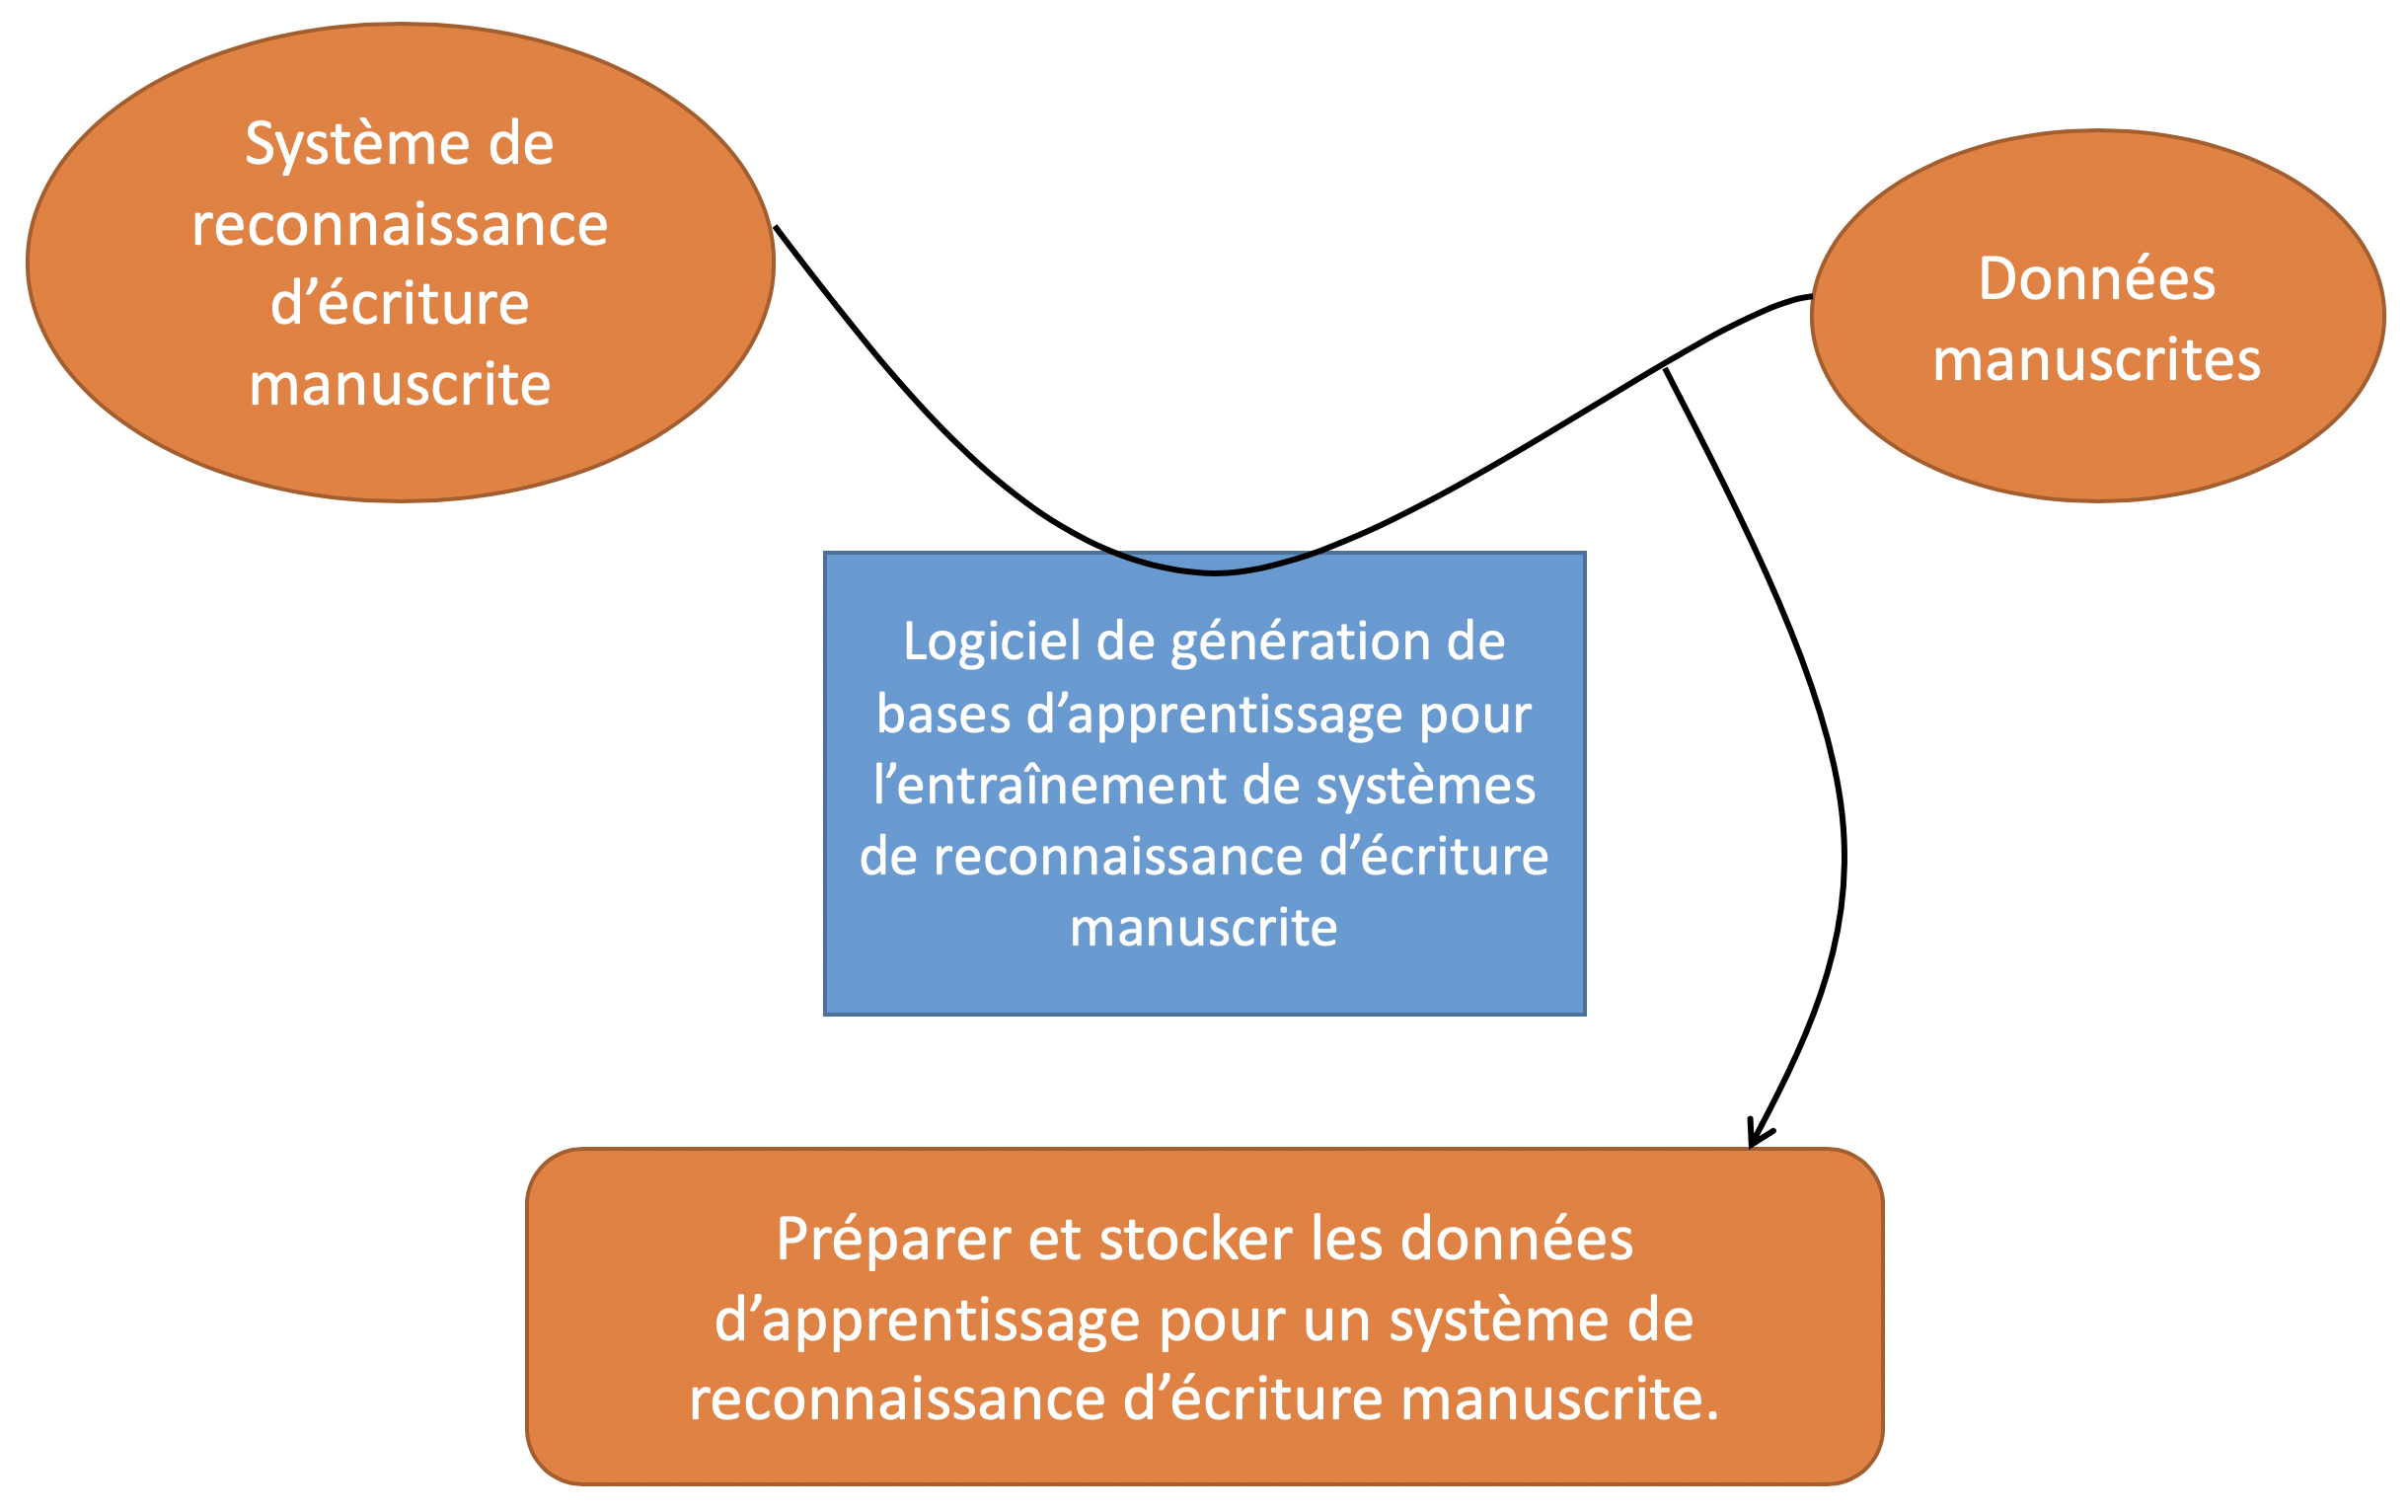 Système de
reconnaissance
d’écriture
manuscrite
Données
manuscrites
Logiciel de génération de
bases d’apprentissage pour
l’entraînement de systèmes
de reconnaissance d’écriture
manuscrite
Préparer et stocker les données
d’apprentissage pour un système de
reconnaissance d’écriture manuscrite.